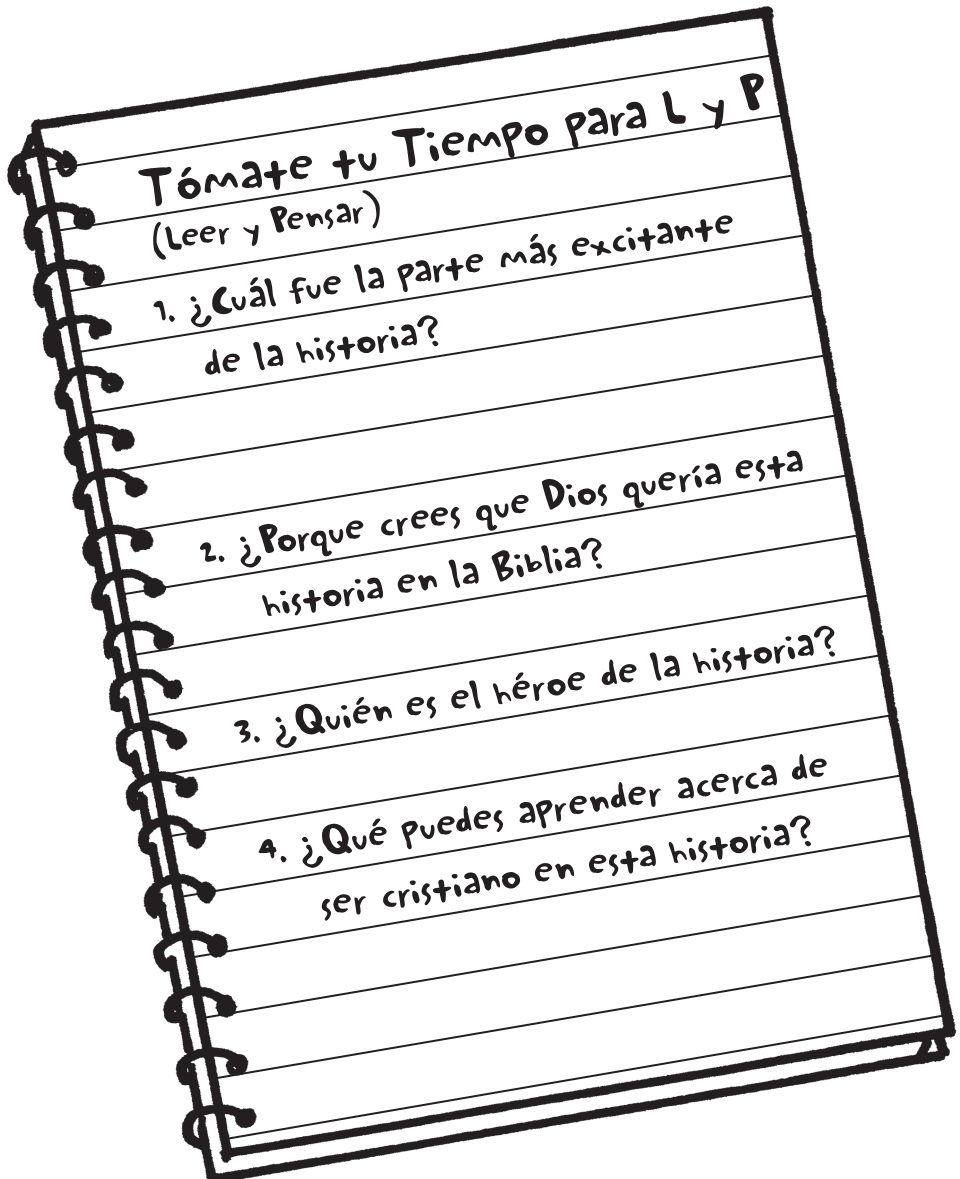 Tómate tu Tiempo para L y P
(Leer y Pensar)
1. ¿Cuál fue la parte más excitante
de la historia?
2. ¿Porque crees que Dios quería esta
historia en la Biblia?
3. ¿Quién es el héroe de la historia?
4. ¿Qué puedes aprender acerca de
ser cristiano en esta historia?